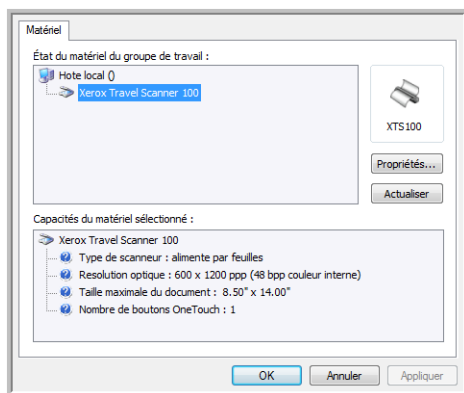 Matériel
État du matériel du groupe de travail :
Hote local ()
Xerox Travel Scanner 100
XTS100
Propriétés...
Actualiser
Capacités du matériel sélectionné :
Xerox Travel Scanner 100
Type de scanneur : alimente par feuilles
Resolution optique : 600 x 1200 ppp (48 bpp couleur interne)
Taille maximale du document : 8.50" x 14.00"
Nombre de boutons OneTouch : 1
OK Annuler Appliquer